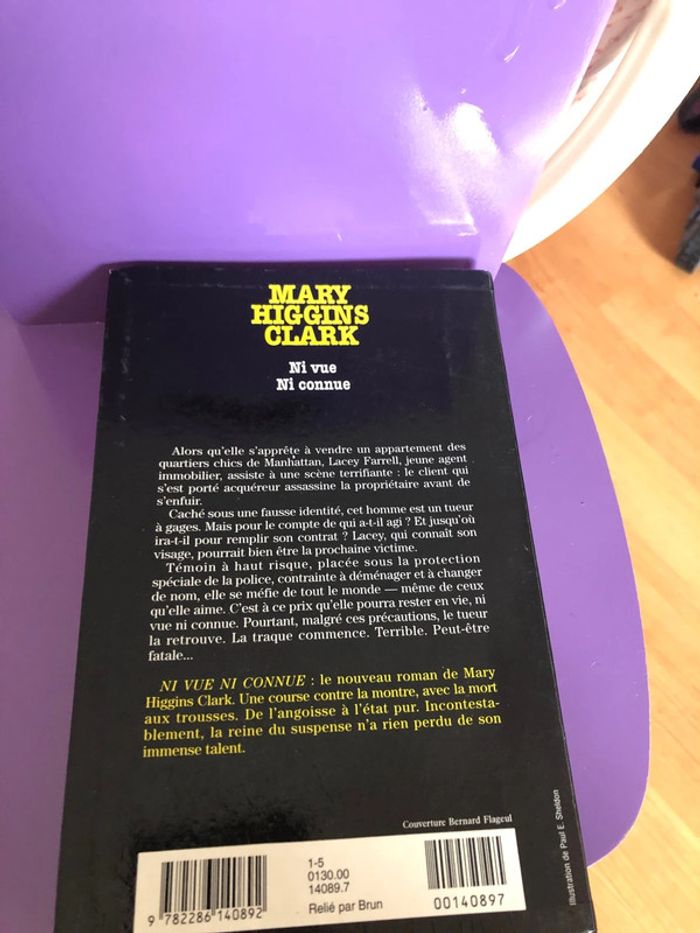 MARY
HIGGINS
CLARK
Ni vue
Ni connue
Alors qu'elle s'apprête à vendre un appartement des
quartiers chics de Manhattan, Lacey Farrell, jeune agent
immobilier, assiste à une scène terrifiante : le client qui
s'est porté acquéreur assassine la propriétaire avant de
s'enfuir.
Caché sous une fausse identité, cet homme est un tueur
à gages. Mais pour le compte de qui a-t-il agi ? Et jusqu'où
ira-t-il pour remplir son contrat ? Lacey, qui connaît son
visage, pourrait bien être la prochaine victime.
Témoin à haut risque, placée sous la protection
spéciale de la police, contrainte à déménager et à changer
de nom, elle se méfie de tout le monde — même de ceux
qu'elle aime. C'est à ce prix qu'elle pourra rester en vie, ni
vue ni connue. Pourtant, malgré ces précautions, le tueur
la retrouve. La traque commence. Terrible. Peut-être
fatale...
NI VUE NI CONNUE : le nouveau roman de Mary
Higgins Clark. Une course contre la montre, avec la mort
aux trousses. De l'angoisse à l'état pur. Incontesta-
blement, la reine du suspense n'a rien perdu de son
immense talent.
Couverture Bernard Flageul
Illustration de Paul E. Sheldon
1-5
0130.00
14089.7
Relié par Brun
9 782286 140892
00140897